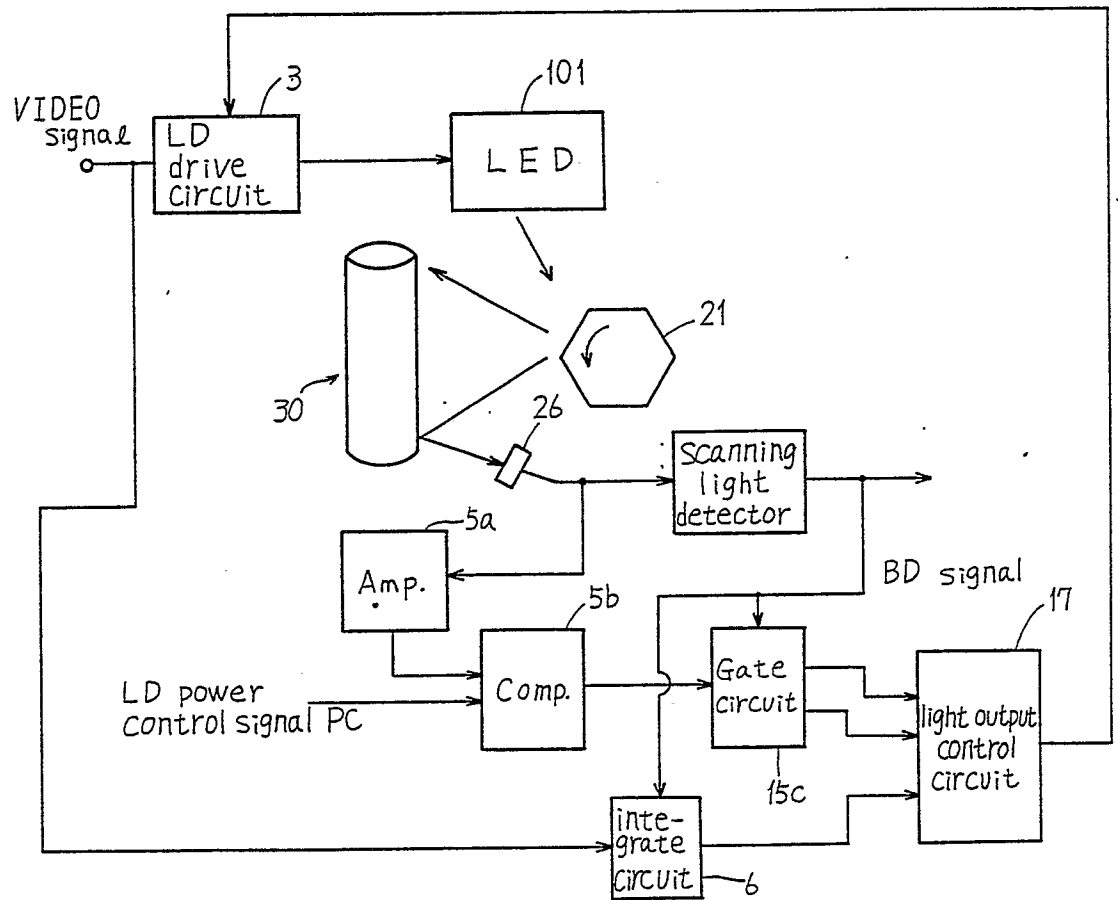 3
101
VIDEO
signal
LD
drive
circuit
LED
21
30
26
scanning
light
detector
5a
Amp.
BD signal
5b
17
LD power
control signal PC
Comp.
Gate
circuit
light output
control
circuit
15c
inte-
grate
circuit
6